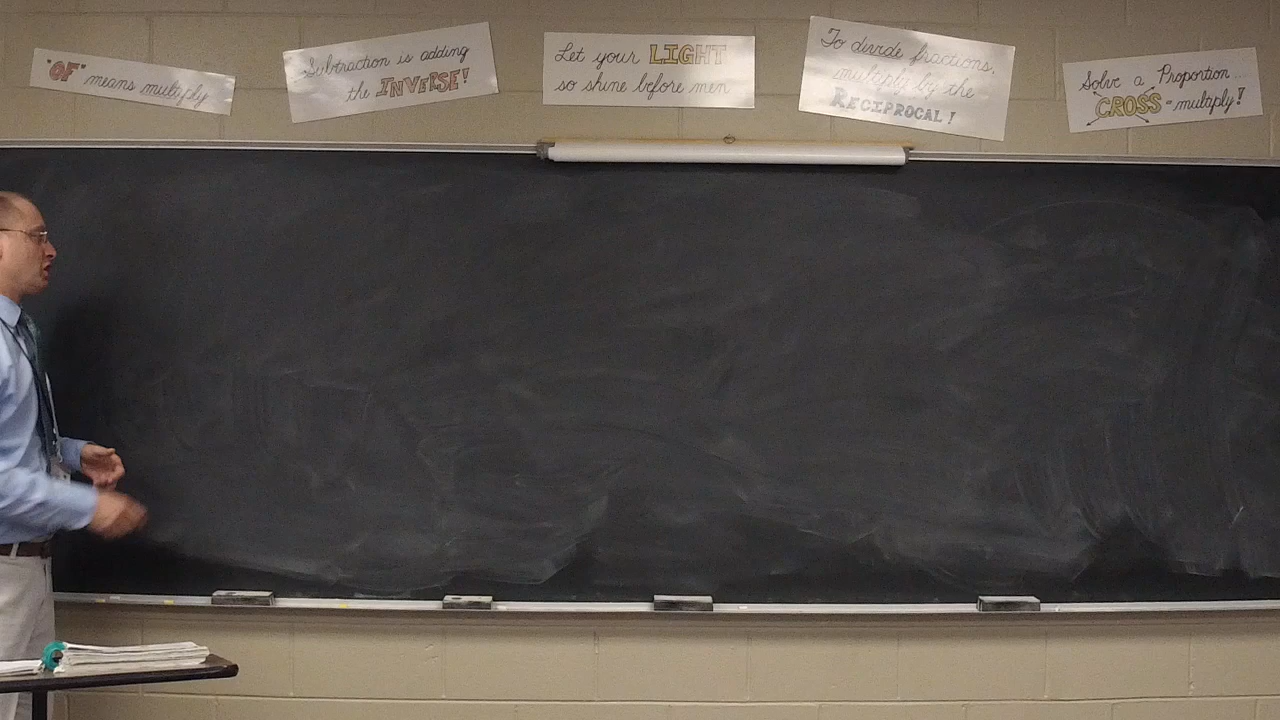 "OF" means multiply
Subtraction is adding
the INVERSE!
Let your LIGHT
so shine before men
To divide fractions,
multiply by the
RECIPROCAL!
Solve a Proportion...
CROSS-multiply!